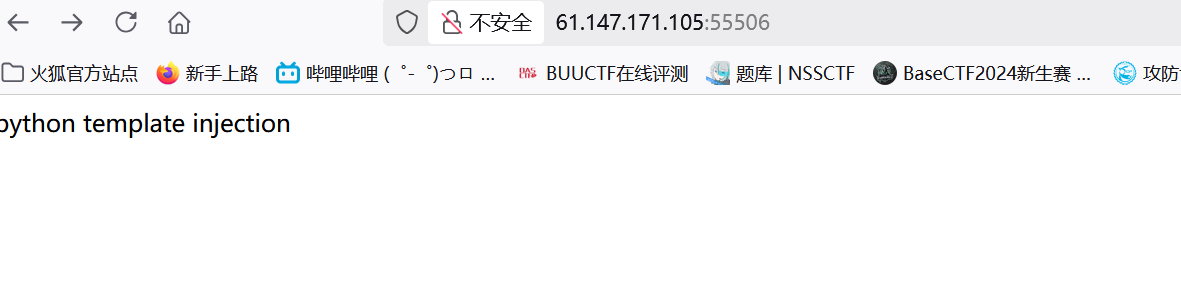 不安全 61.147.171.105:55506
火狐官方站点 新手上路 哔哩哔哩 ( ゜- ゜)つロ ... BUUCTF在线评测 题库 | NSSCTF BaseCTF2024新生赛 ... 攻防
python template injection